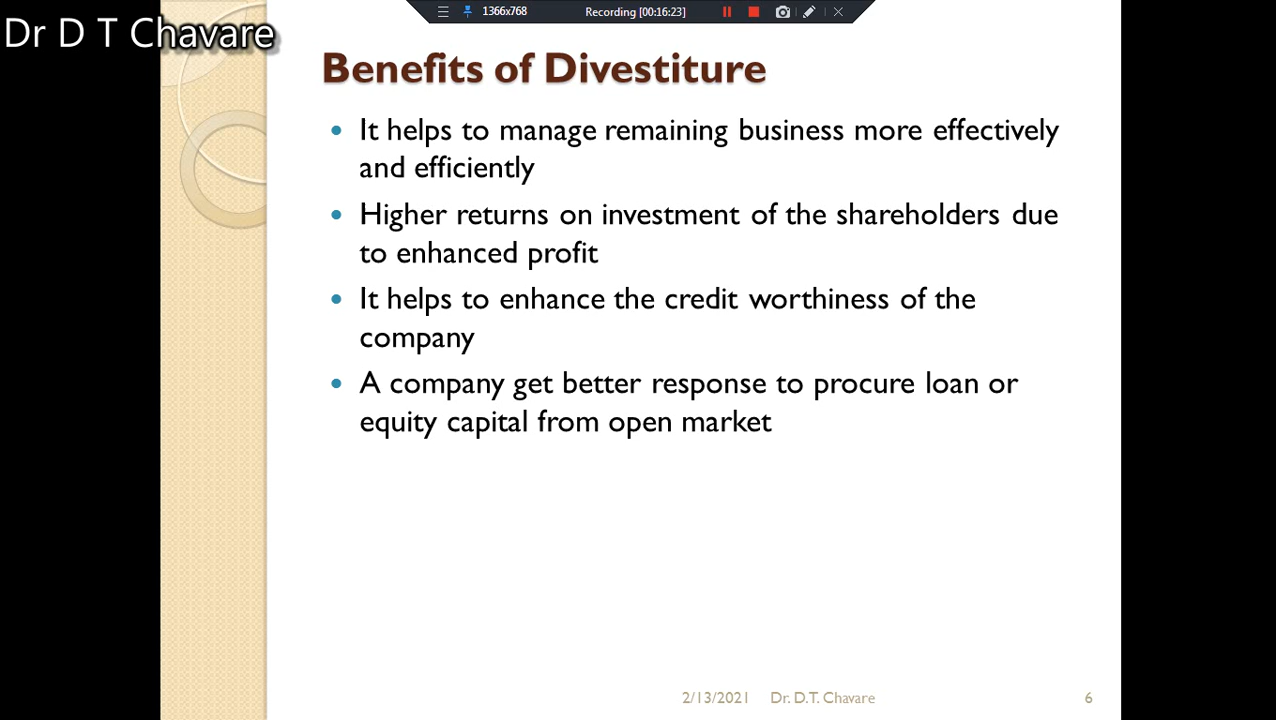 1366x768
Recording [00:16:23]
Dr D T Chavare
Benefits of Divestiture
• It helps to manage remaining business more effectively
and efficiently
• Higher returns on investment of the shareholders due
to enhanced profit
• It helps to enhance the credit worthiness of the
company
• A company get better response to procure loan or
equity capital from open market
2/13/2021 Dr. D.T. Chavare 6